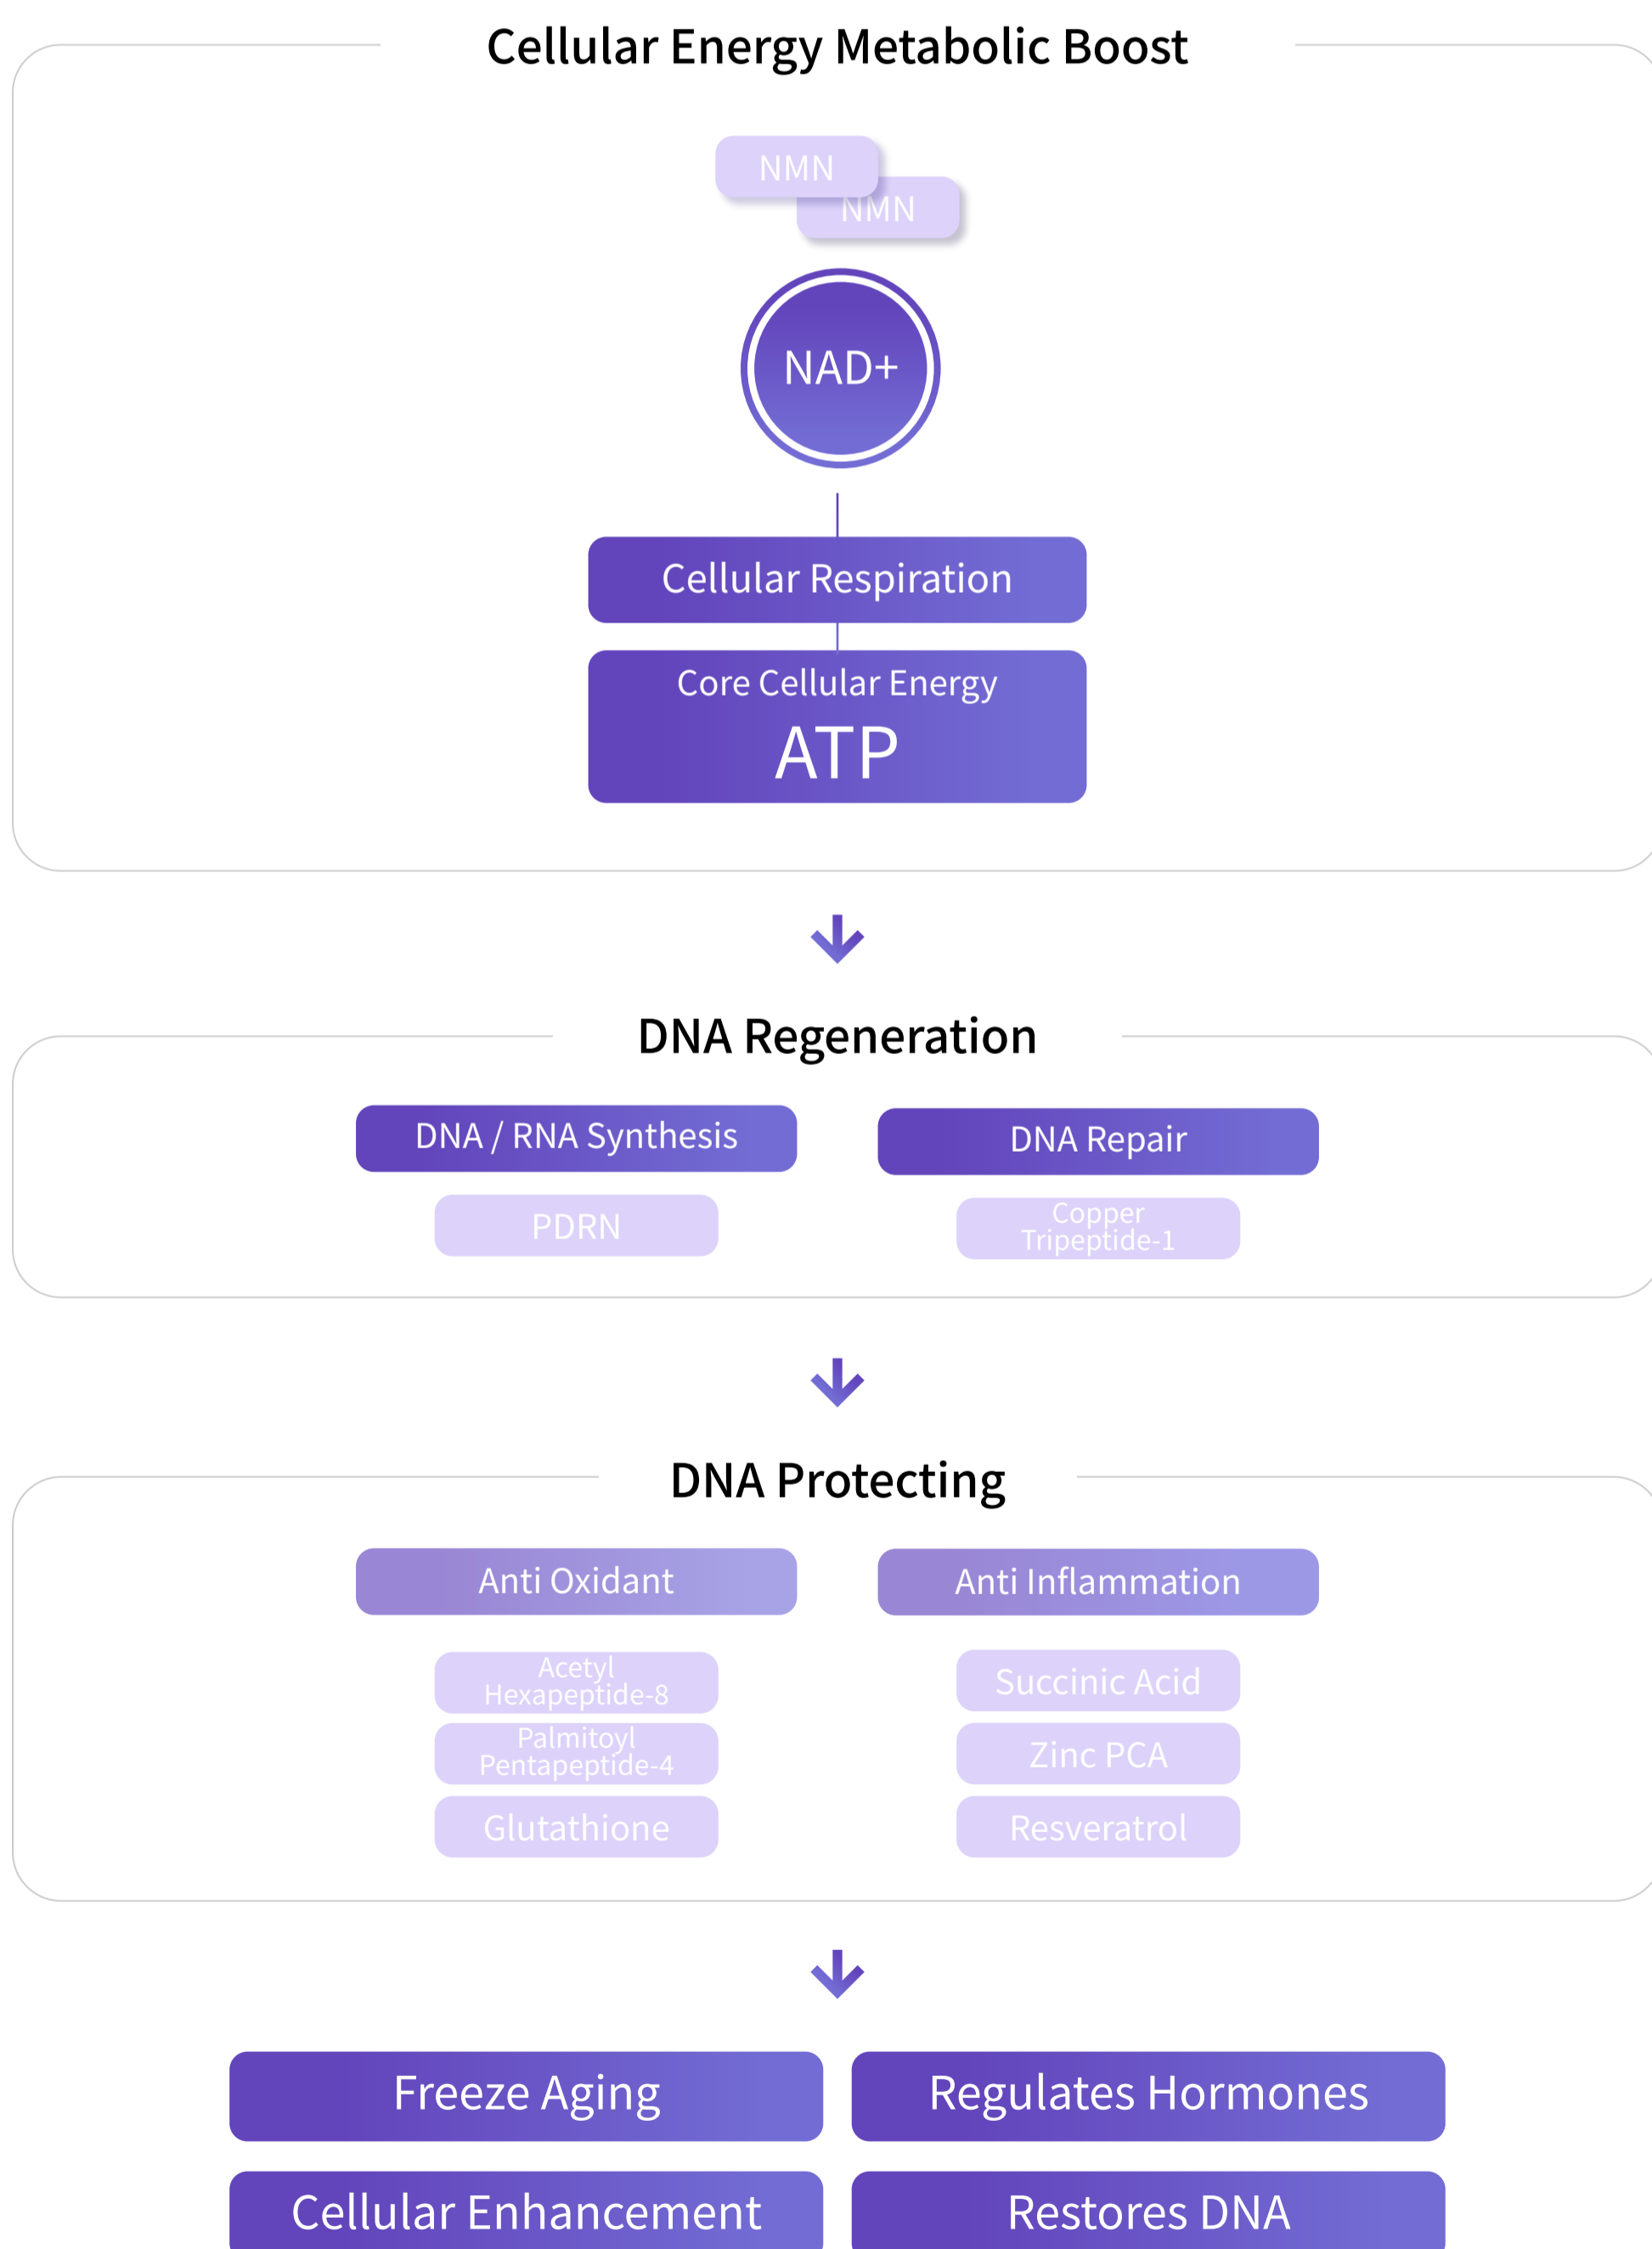 Cellular Energy Metabolic Boost
NMN
NMN
NAD+
Cellular Respiration
Core Cellular Energy
ATP
DNA Regeneration
DNA / RNA Synthesis
PDRN
DNA Repair
Copper
Tripeptide-1
DNA Protecting
Anti Oxidant
Acetyl
Hexapeptide-8
Palmitoyl
Pentapeptide-4
Glutathione
Anti Inflammation
Succinic Acid
Zinc PCA
Resveratrol
Freeze Aging
Regulates Hormones
Cellular Enhancement
Restores DNA